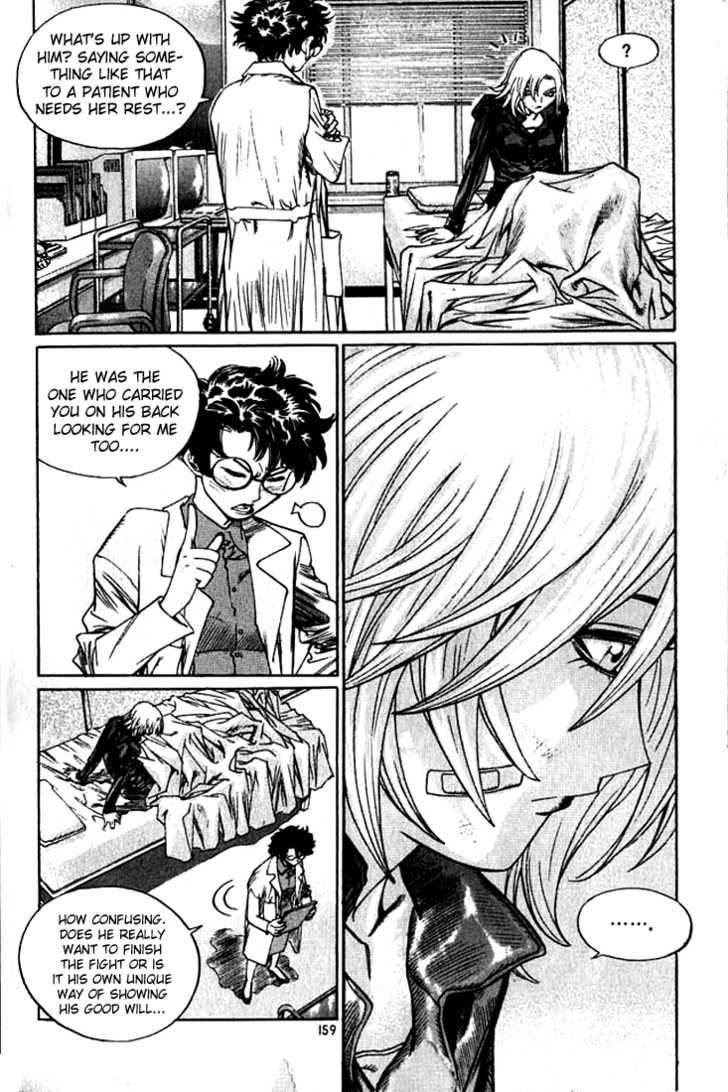 WHAT'S UP WITH
HIM? SAYING SOME-
THING LIKE THAT
TO A PATIENT WHO
NEEDS HER REST...?
?
HE WAS THE
ONE WHO CARRIED
YOU ON HIS BACK
LOOKING FOR ME
TOO....
.......
HOW CONFUSING.
DOES HE REALLY
WANT TO FINISH
THE FIGHT OR IS
IT HIS OWN UNIQUE
WAY OF SHOWING
HIS GOOD WILL...
159